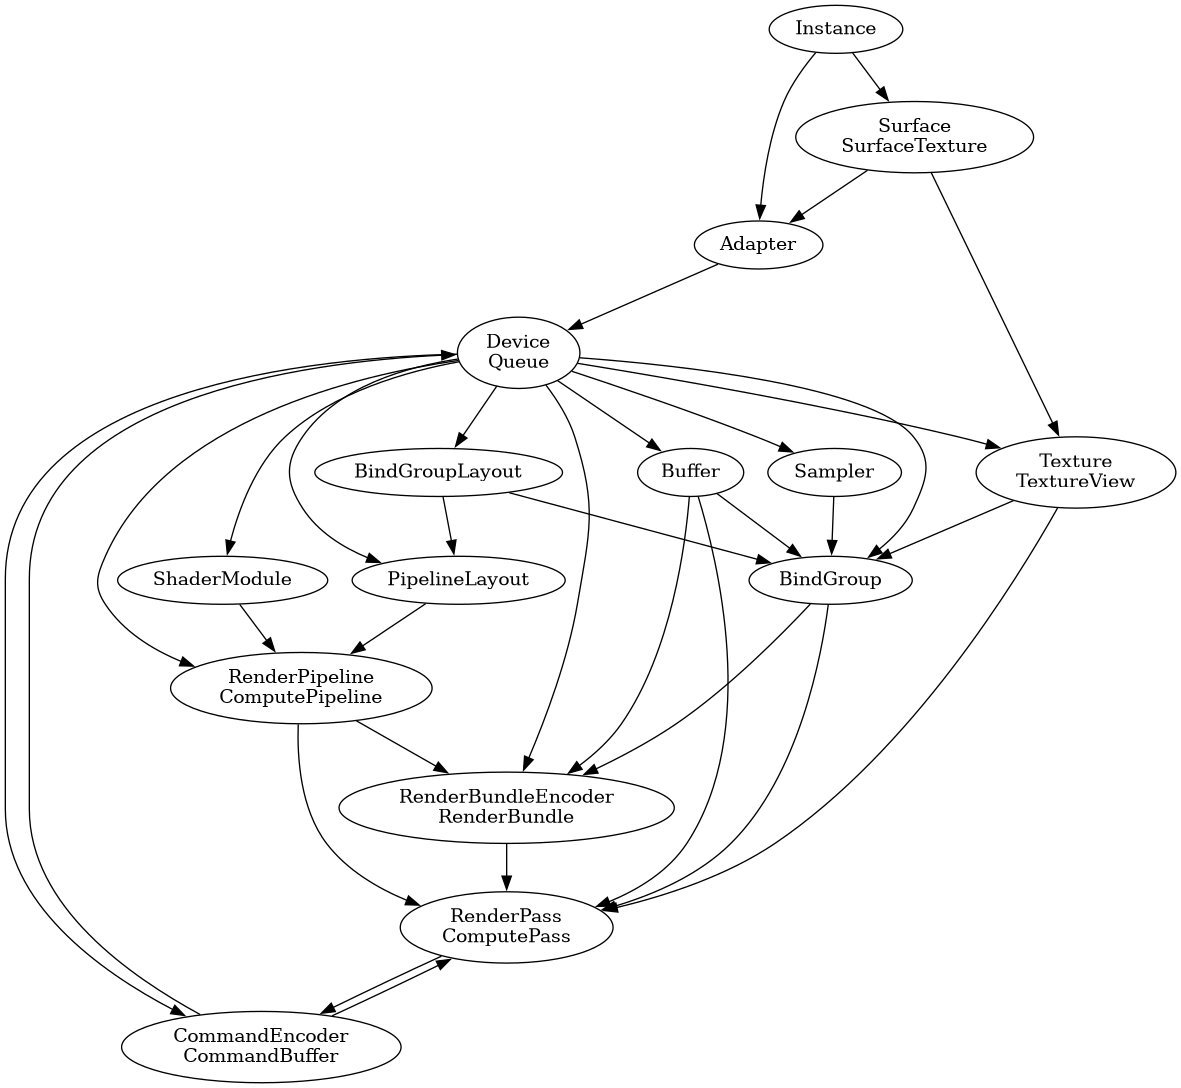 Instance
Surface
SurfaceTexture
Adapter
Device
Queue
BindGroupLayout
Buffer
Sampler
Texture
TextureView
ShaderModule
PipelineLayout
BindGroup
RenderPipeline
ComputePipeline
RenderBundleEncoder
RenderBundle
RenderPass
ComputePass
CommandEncoder
CommandBuffer